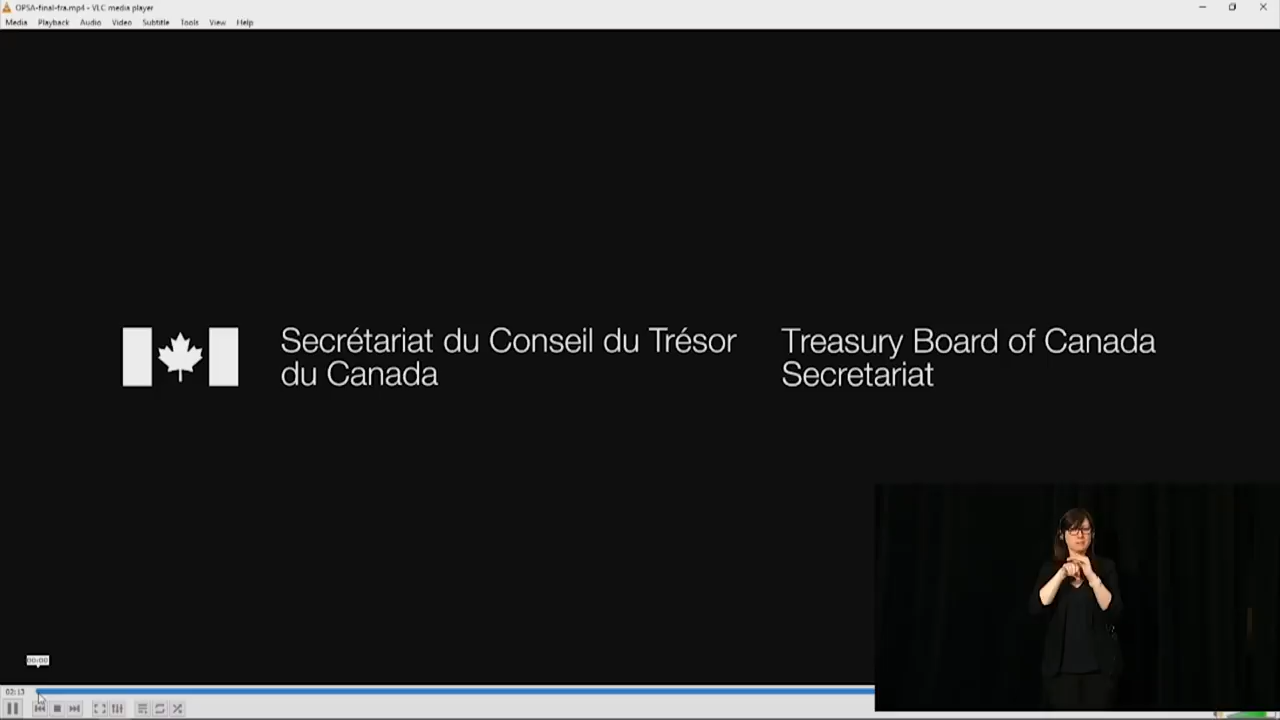 OPSA-final-fra.mp4 - VLC media player
Media Playback Audio Video Subtitle Tools View Help
Secrétariat du Conseil du Trésor
du Canada
Treasury Board of Canada
Secretariat
00:00
02:13